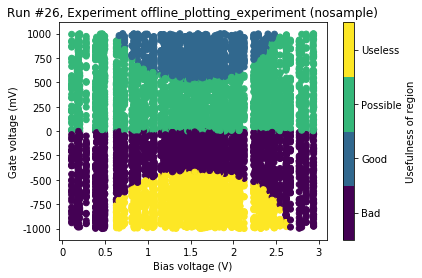 Run #26, Experiment offline_plotting_experiment (nosample)
1000
750
500
250
0
-250
-500
-750
-1000
Gate voltage (mV)
0
0.5
1
1.5
2
2.5
3
Bias voltage (V)
Useless
Possible
Good
Bad
Usefulness of region